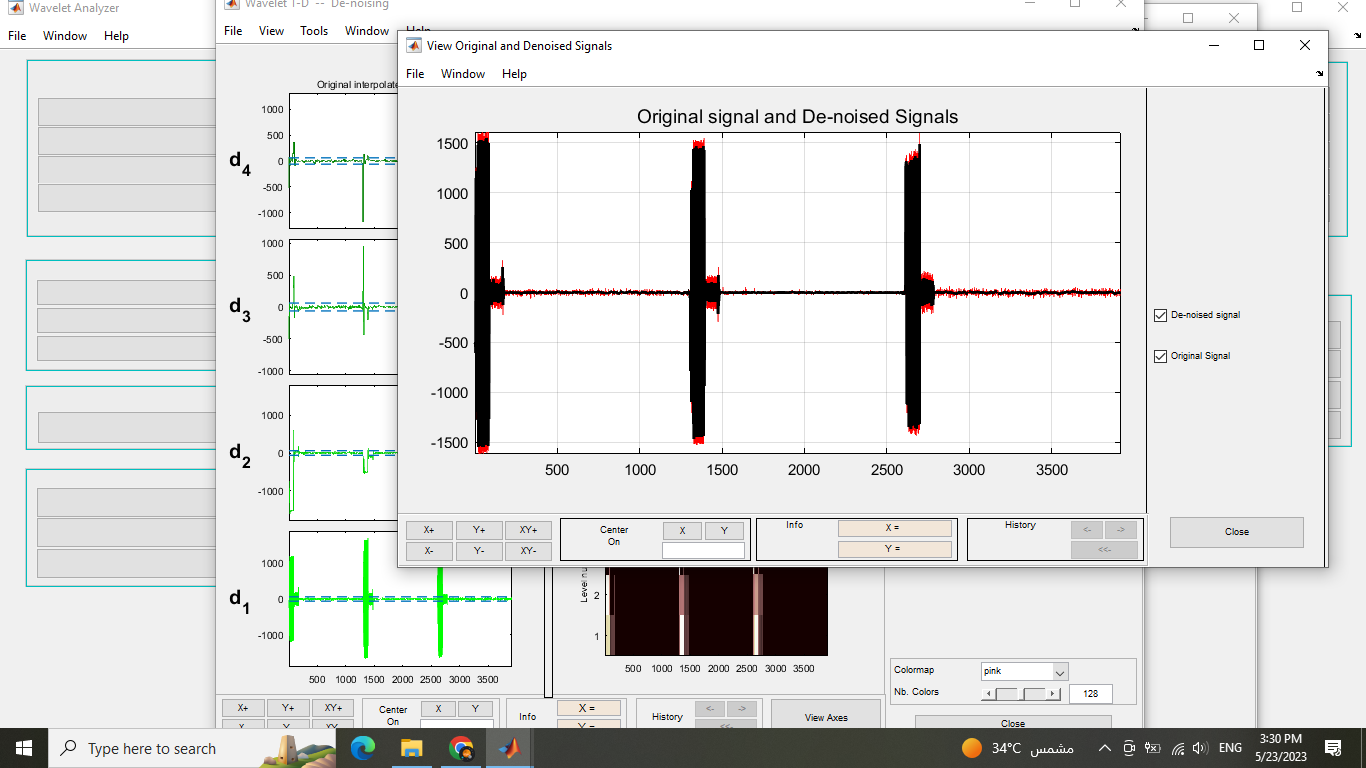 Wavelet Analyzer
File Window Help
Wavelet 1-D -- De-noising
File View Tools Window Help
Original interpolate
1000
500
0
-500
-1000
d4
1000
500
0
-500
-1000
d3
1000
0
-1000
d2
1000
0
-1000
d1
500 1000 1500 2000 2500 3000 3500
X+ Y+ XY+
X- Y- XY-
Center
On
X Y
Info
X =
Y =
History
<- ->
<<-
View Axes
2
1
500 1000 1500 2000 2500 3000 3500
Colormap
pink
Nb. Colors
128
Close
View Original and Denoised Signals
File Window Help
Original signal and De-noised Signals
1500
1000
500
0
-500
-1000
-1500
500 1000 1500 2000 2500 3000 3500
De-noised signal
Original Signal
X+ Y+ XY+
X- Y- XY-
Center
On
X Y
Info
X =
Y =
History
<- ->
<<-
Close
Type here to search
34°C مشمس
ENG
3:30 PM
5/23/2023